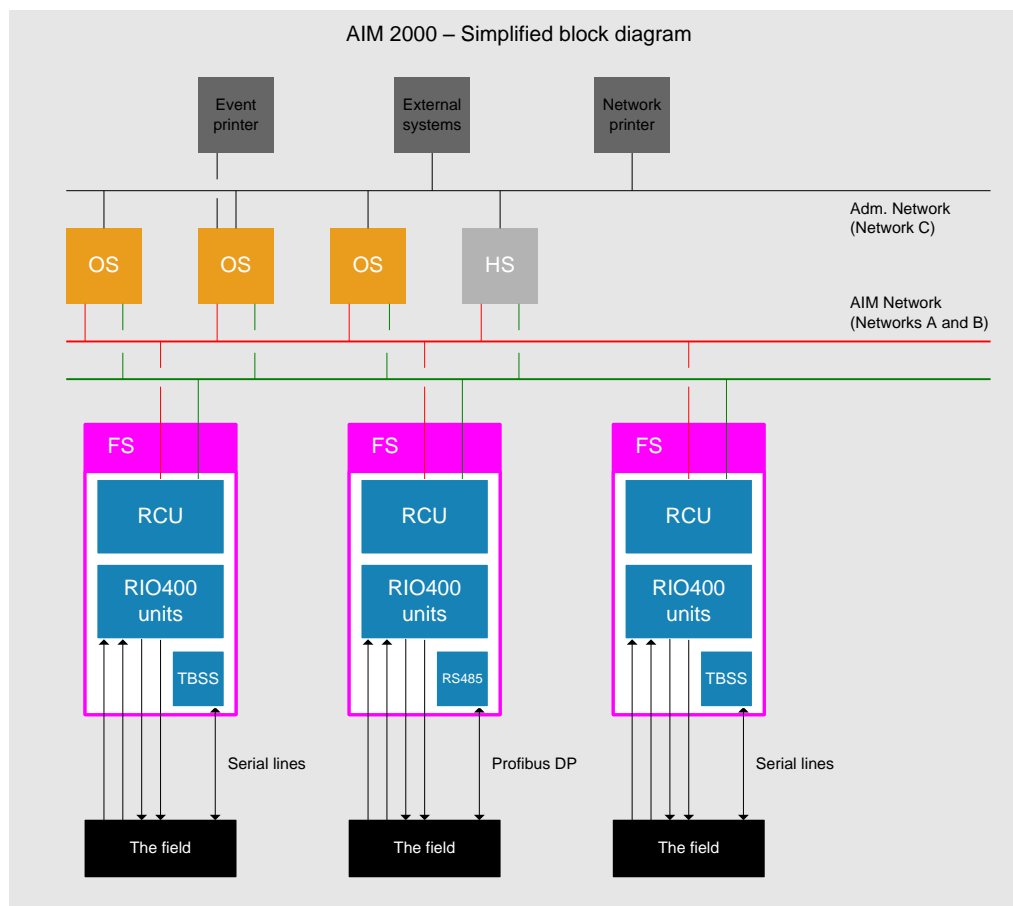 AIM 2000 – Simplified block diagram
Event
printer
External
systems
Network
printer
Adm. Network
(Network C)
OS
OS
OS
HS
AIM Network
(Networks A and B)
FS
FS
FS
RCU
RCU
RCU
RIO400
units
RIO400
units
RIO400
units
TBSS
RS485
TBSS
Serial lines
Profibus DP
Serial lines
The field
The field
The field